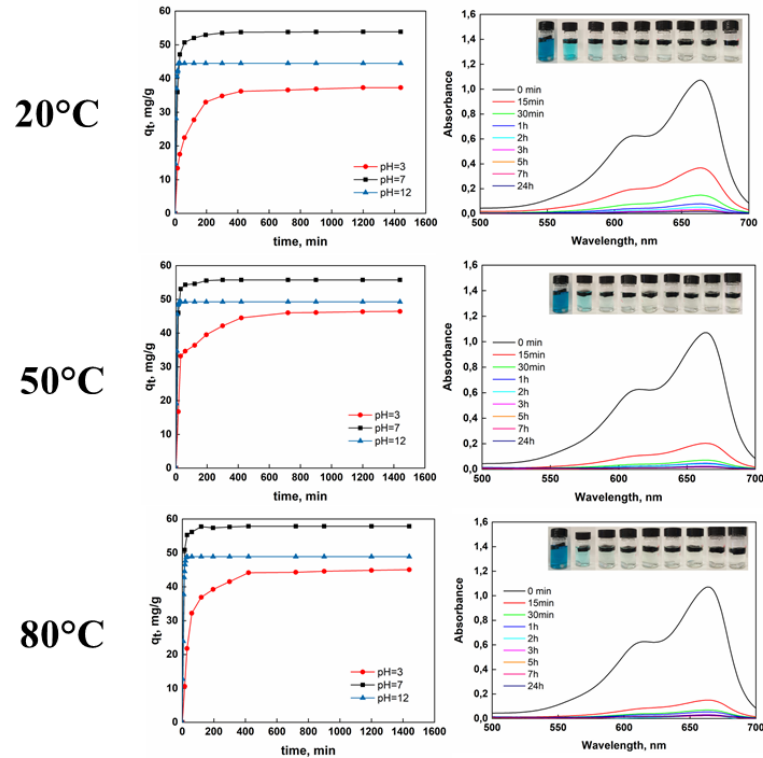 20°C
60
50
40
30
20
10
0
qt, mg/g
0 200 400 600 800 1000 1200 1400 1600
time, min
pH=3
pH=7
pH=12
1,6
1,4
1,2
1,0
0,8
0,6
0,4
0,2
0,0
Absorbance
0 min
15min
30min
1h
2h
3h
5h
7h
24h
500 550 600 650 700
Wavelength, nm
50°C
60
50
40
30
20
10
0
qt, mg/g
0 200 400 600 800 1000 1200 1400 1600
time, min
pH=3
pH=7
pH=12
1,6
1,4
1,2
1,0
0,8
0,6
0,4
0,2
0,0
Absorbance
0 min
15min
30min
1h
2h
3h
5h
7h
24h
500 550 600 650 700
Wavelength, nm
80°C
60
50
40
30
20
10
0
qt, mg/g
0 200 400 600 800 1000 1200 1400 1600
time, min
pH=3
pH=7
pH=12
1,6
1,4
1,2
1,0
0,8
0,6
0,4
0,2
0,0
Absorbance
0 min
15min
30min
1h
2h
3h
5h
7h
24h
500 550 600 650 700
Wavelength, nm